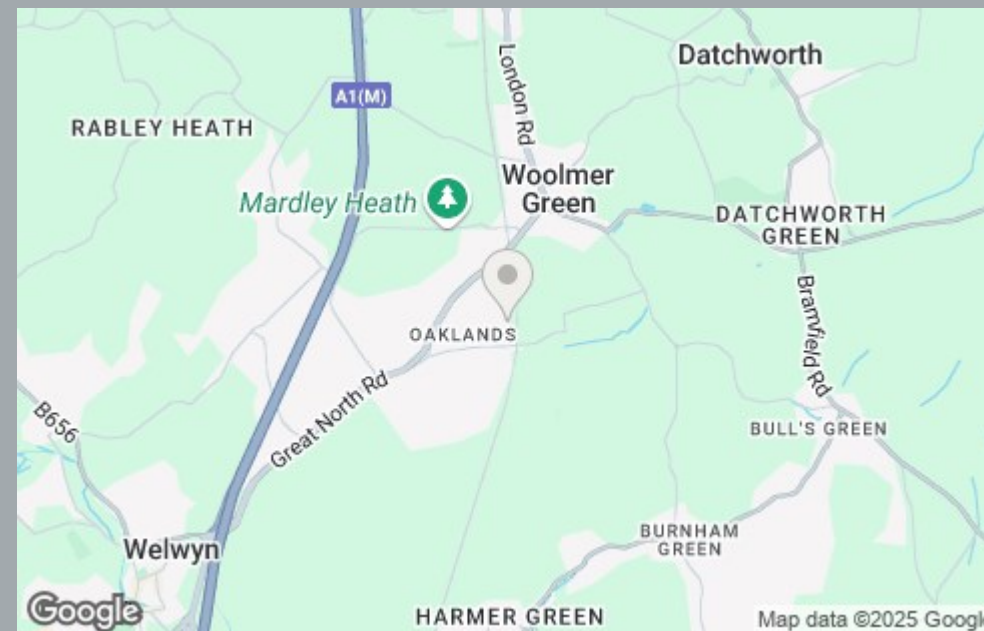 Datchworth
London Rd
A1(M)
RABLEY HEATH
Woolmer
Green
Mardley Heath
DATCHWORTH
GREEN
OAKLANDS
Bramfield Rd
Great North Rd
B656
BULL'S GREEN
BURNHAM
GREEN
Welwyn
HARMER GREEN
Google
Map data ©2025 Google